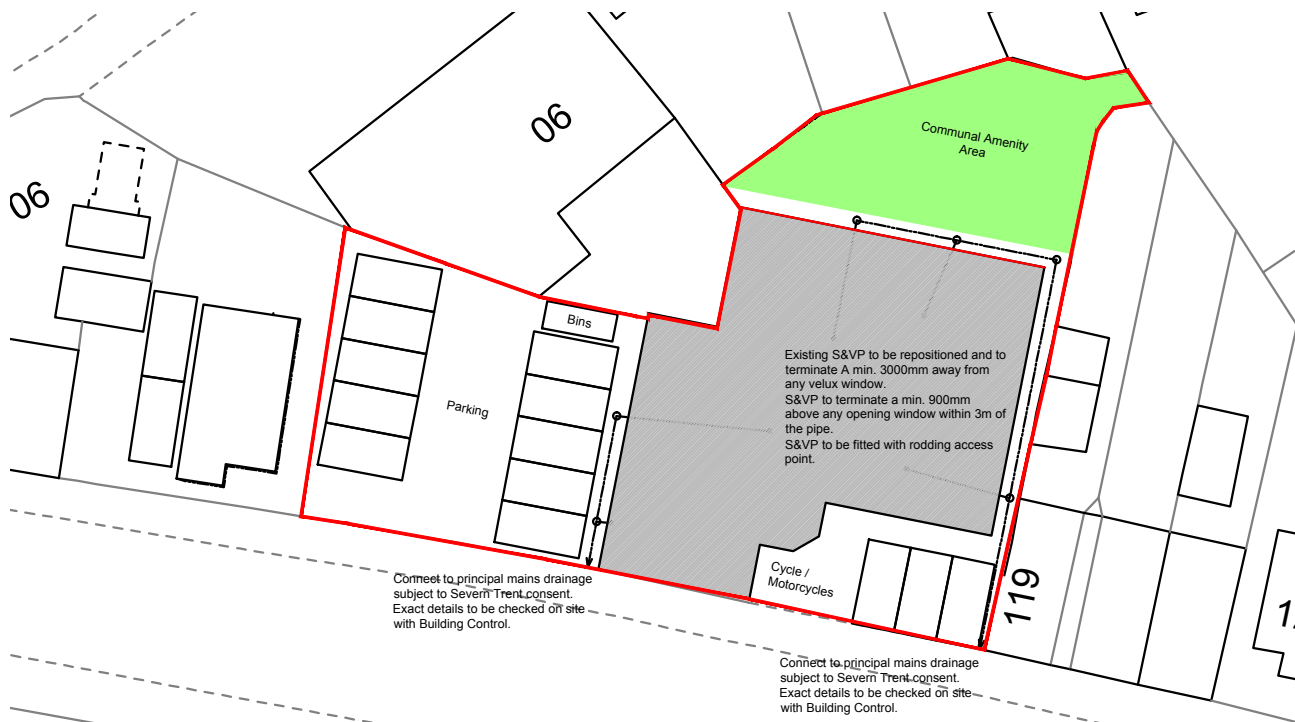 06
06
Communal Amenity
Area
Bins
Parking
Existing S&VP to be repositioned and to
terminate A min. 3000mm away from
any velux window.
S&VP to terminate a min. 900mm
above any opening window within 3m of
the pipe.
S&VP to be fitted with rodding access
point.
Cycle /
Motorcycles
119
Connect to principal mains drainage
subject to Severn Trent consent.
Exact details to be checked on site
with Building Control.
Connect to principal mains drainage
subject to Severn Trent consent.
Exact details to be checked on site
with Building Control.